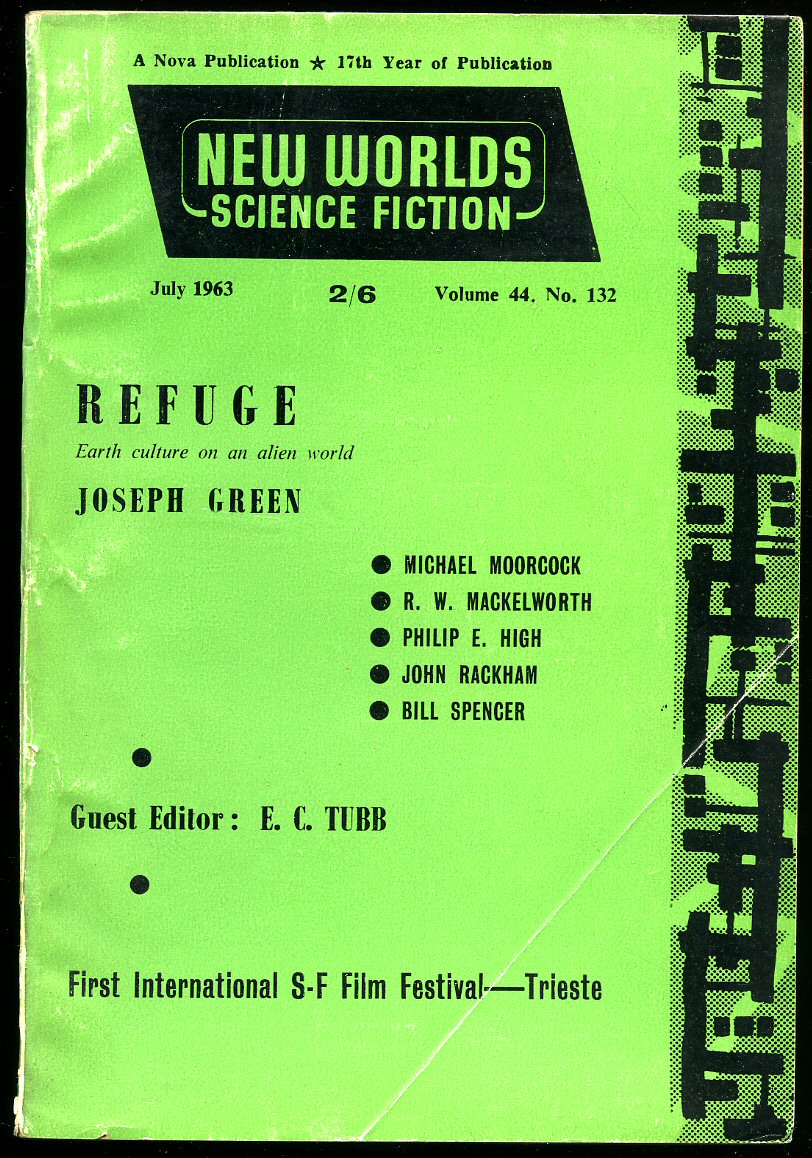 A Nova Publication ★ 17th Year of Publication
NEW WORLDS
SCIENCE FICTION
July 1963 2/6 Volume 44. No. 132
REFUGE
Earth culture on an alien world
JOSEPH GREEN
● MICHAEL MOORCOCK
● R. W. MACKELWORTH
● PHILIP E. HIGH
● JOHN RACKHAM
● BILL SPENCER
Guest Editor: E. C. TUBB
First International S-F Film Festival—Trieste